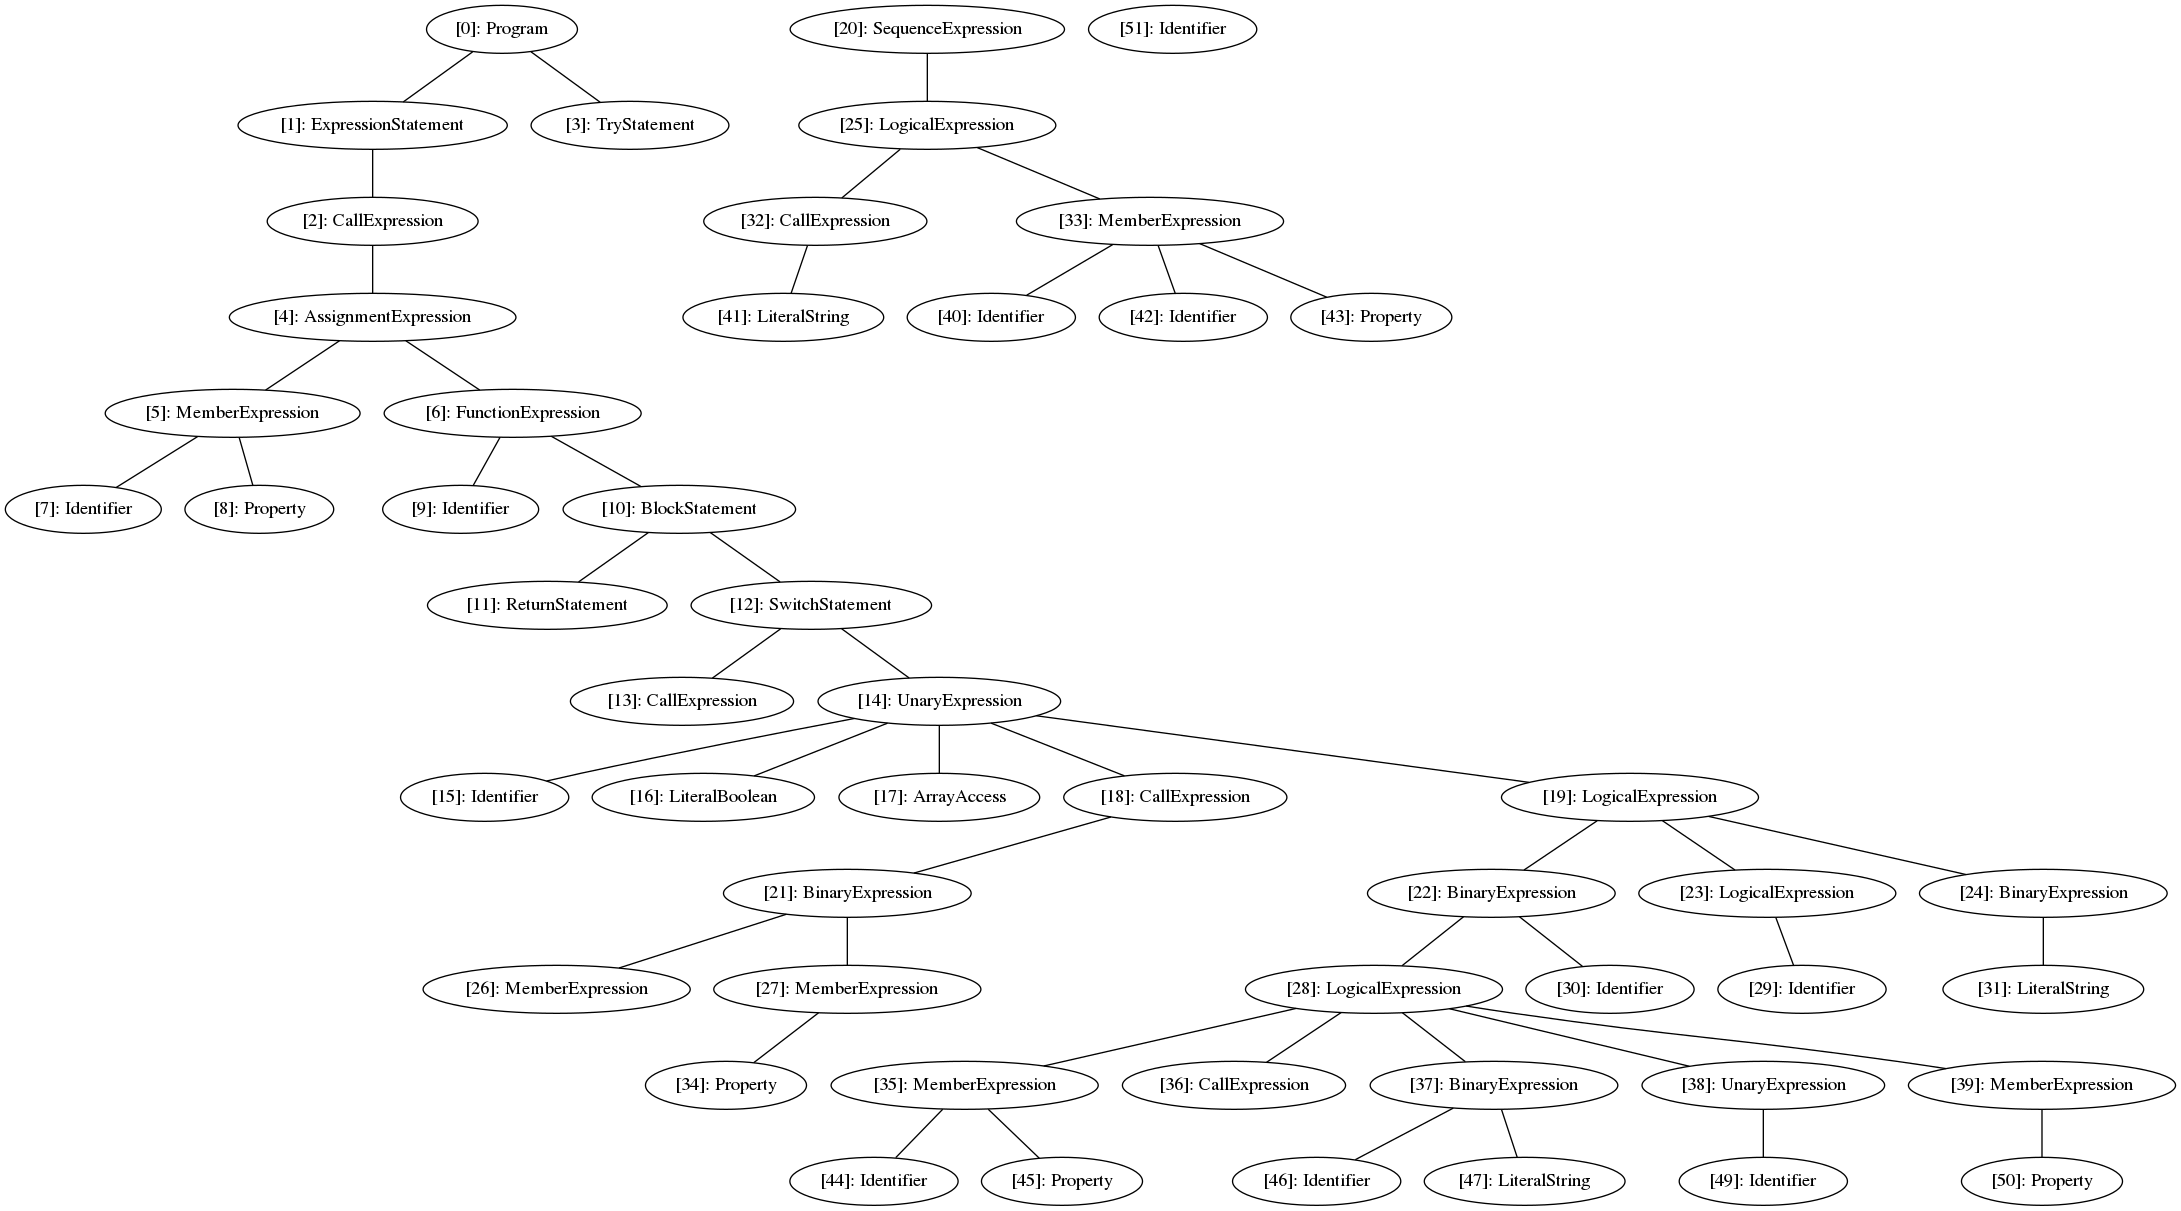 [0]: Program
[20]: SequenceExpression
[51]: Identifier
[1]: ExpressionStatement
[3]: TryStatement
[25]: LogicalExpression
[2]: CallExpression
[32]: CallExpression
[33]: MemberExpression
[4]: AssignmentExpression
[41]: LiteralString
[40]: Identifier
[42]: Identifier
[43]: Property
[5]: MemberExpression
[6]: FunctionExpression
[7]: Identifier
[8]: Property
[9]: Identifier
[10]: BlockStatement
[11]: ReturnStatement
[12]: SwitchStatement
[13]: CallExpression
[14]: UnaryExpression
[15]: Identifier
[16]: LiteralBoolean
[17]: ArrayAccess
[18]: CallExpression
[19]: LogicalExpression
[21]: BinaryExpression
[22]: BinaryExpression
[23]: LogicalExpression
[24]: BinaryExpression
[26]: MemberExpression
[27]: MemberExpression
[28]: LogicalExpression
[30]: Identifier
[29]: Identifier
[31]: LiteralString
[34]: Property
[35]: MemberExpression
[36]: CallExpression
[37]: BinaryExpression
[38]: UnaryExpression
[39]: MemberExpression
[44]: Identifier
[45]: Property
[46]: Identifier
[47]: LiteralString
[49]: Identifier
[50]: Property